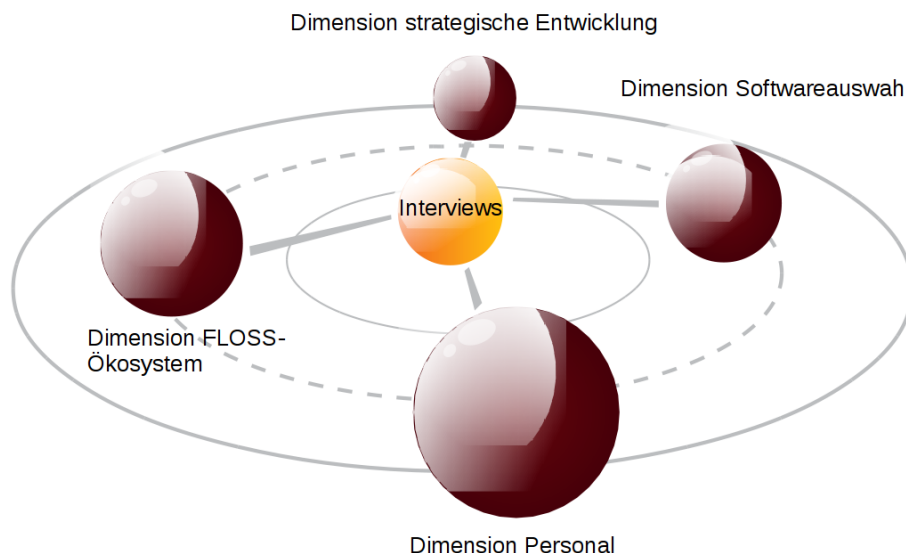 Dimension strategische Entwicklung
Dimension Softwareauswah
Interviews
Dimension FLOSS-
Ökosystem
Dimension Personal